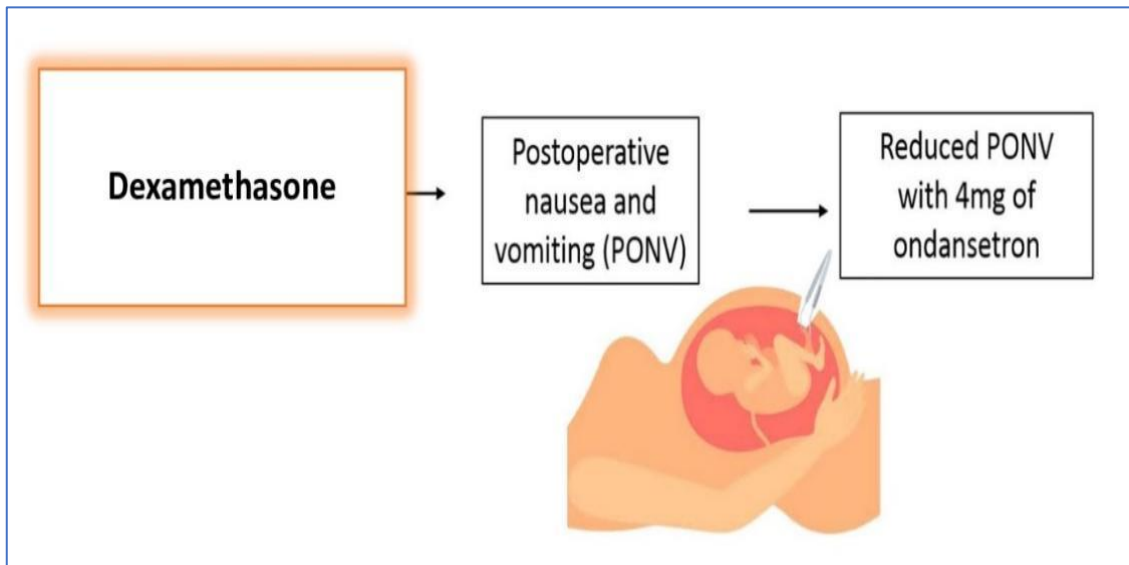 Dexamethasone
Postoperative
nausea and
vomiting (PONV)
Reduced PONV
with 4mg of
ondansetron